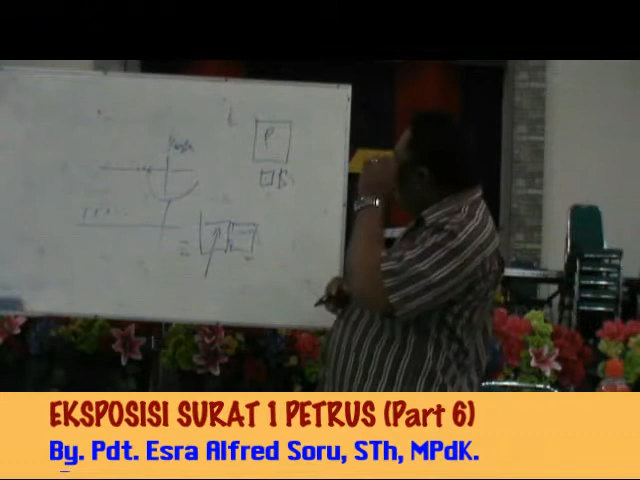 P
EKSPOSISI SURAT 1 PETRUS (Part 6)
By. Pdt. Esra Alfred Soru, STh, MPdK.